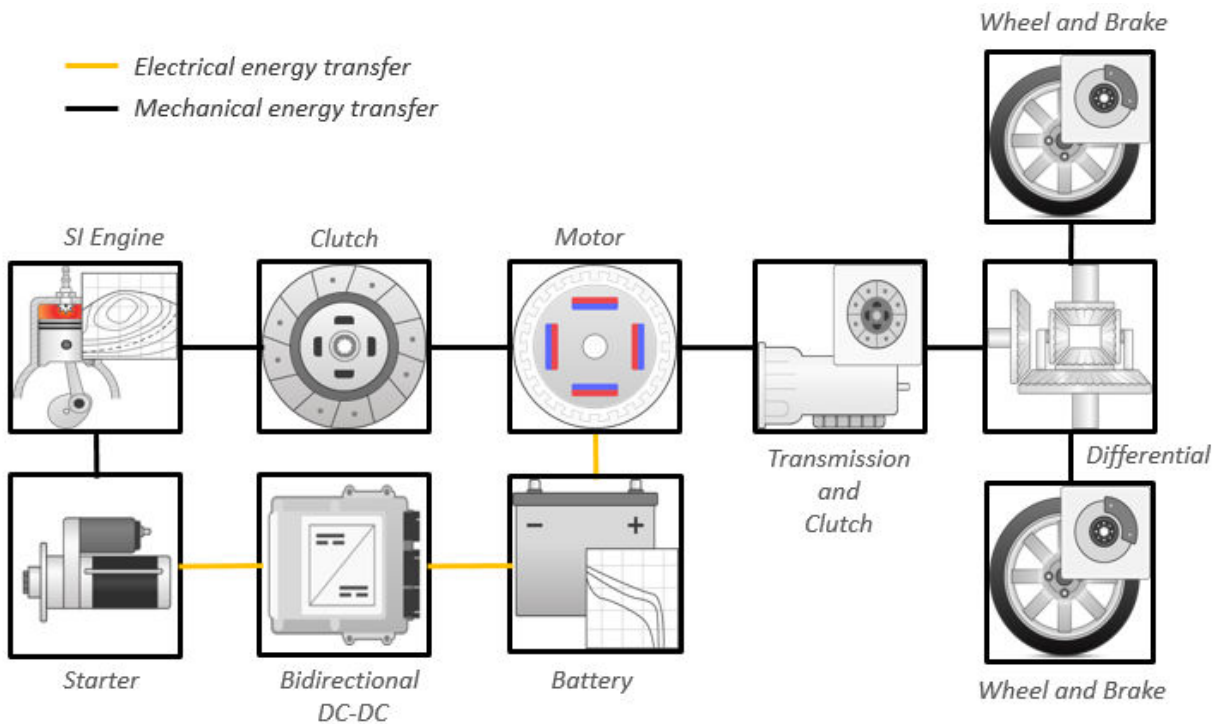 Wheel and Brake
Electrical energy transfer
Mechanical energy transfer
SI Engine
Clutch
Motor
Transmission
and
Clutch
Differential
Starter
Bidirectional
DC-DC
Battery
Wheel and Brake